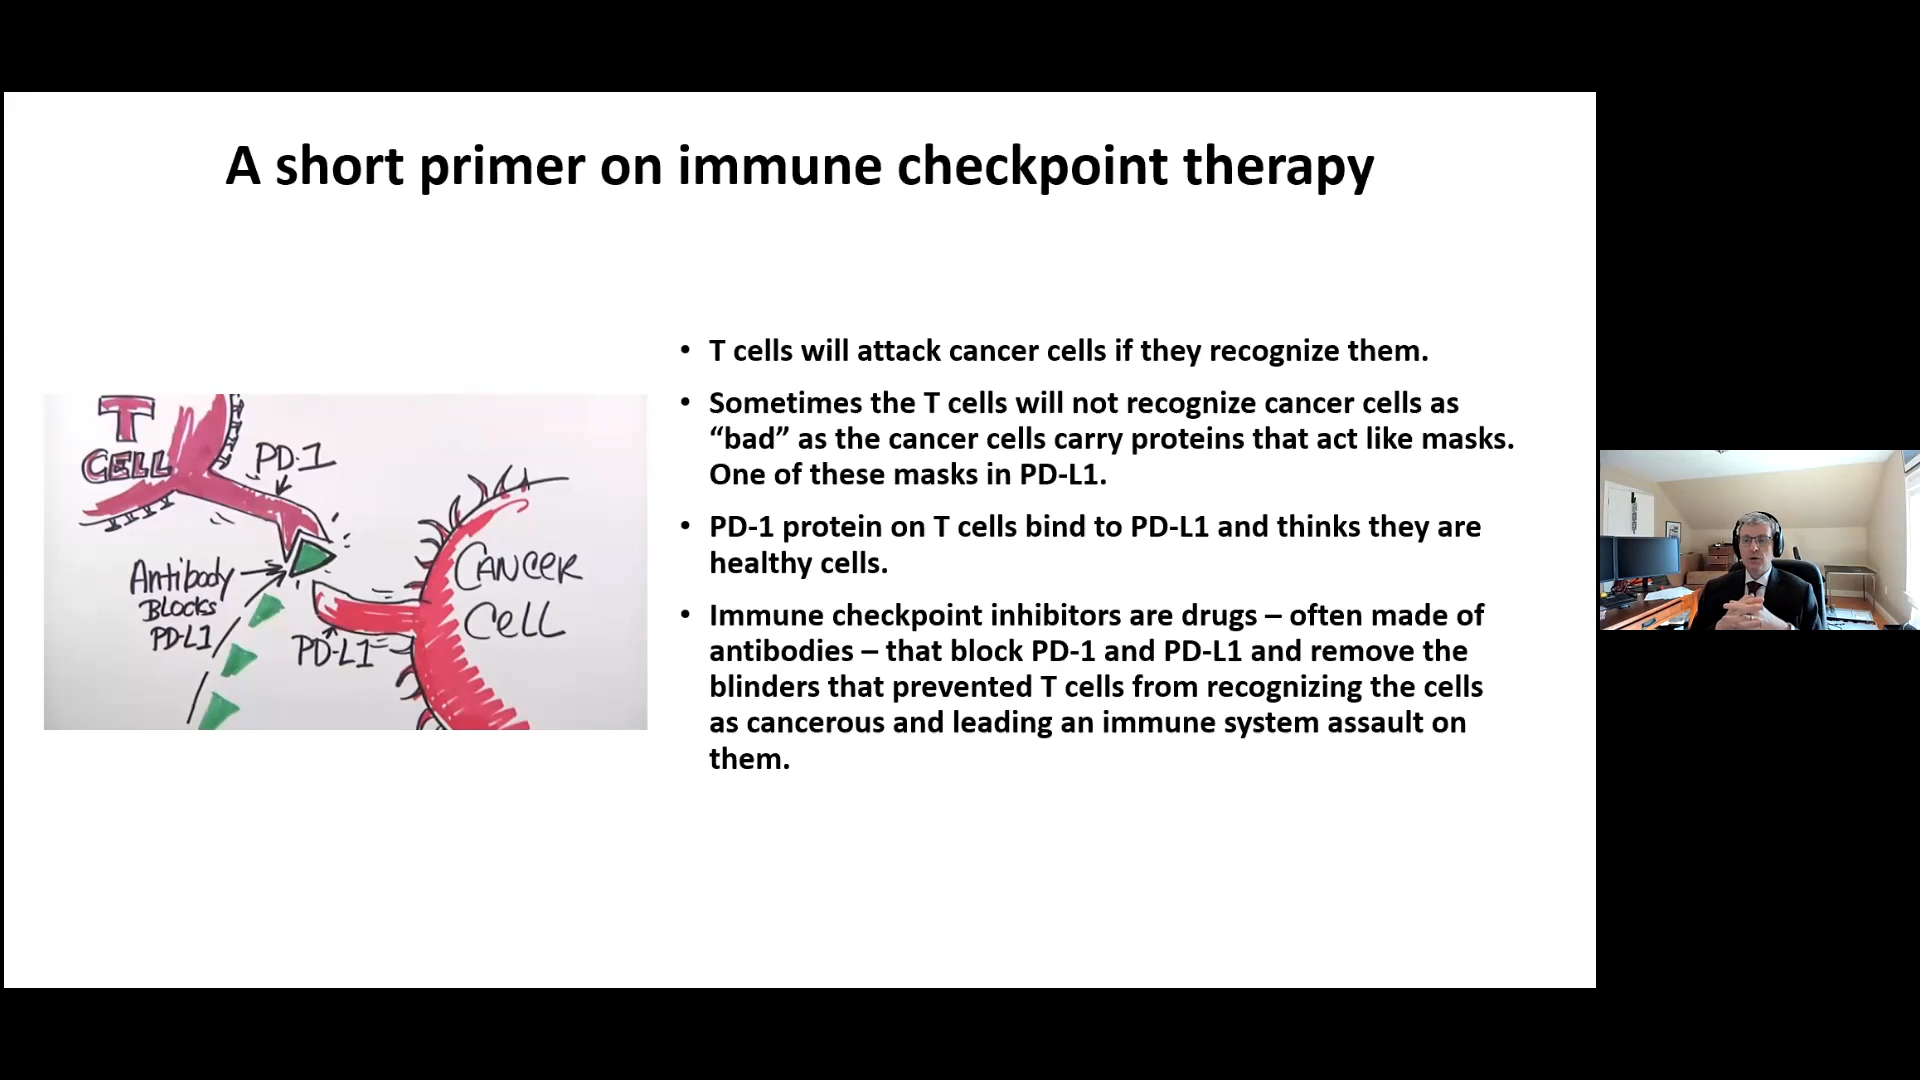 A short primer on immune checkpoint therapy
T
CELL
PD-1
Antibody
BLOCKS
PD-L1
PD-L1
CANCER
CELL
• T cells will attack cancer cells if they recognize them.
• Sometimes the T cells will not recognize cancer cells as
“bad” as the cancer cells carry proteins that act like masks.
One of these masks in PD-L1.
• PD-1 protein on T cells bind to PD-L1 and thinks they are
healthy cells.
• Immune checkpoint inhibitors are drugs – often made of
antibodies – that block PD-1 and PD-L1 and remove the
blinders that prevented T cells from recognizing the cells
as cancerous and leading an immune system assault on
them.